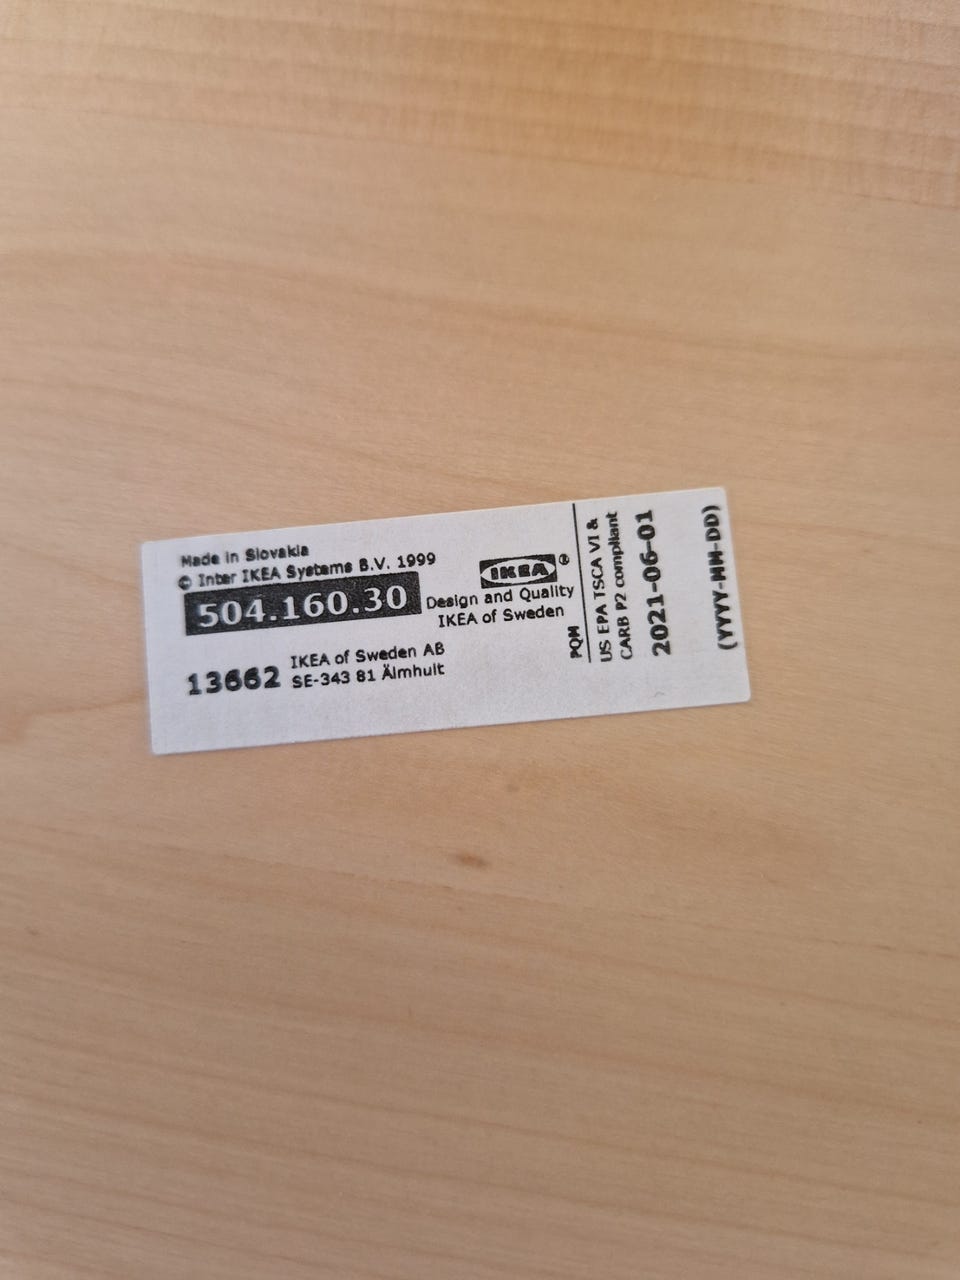 Made in Slovakia
© Inter IKEA Systems B.V. 1999
504.160.30
13662
IKEA of Sweden AB
SE-343 81 Älmhult
IKEA®
Design and Quality
IKEA of Sweden
PQM
US EPA TSCA VI &
CARB P2 compliant
2021-06-01
(YYYY-MM-DD)